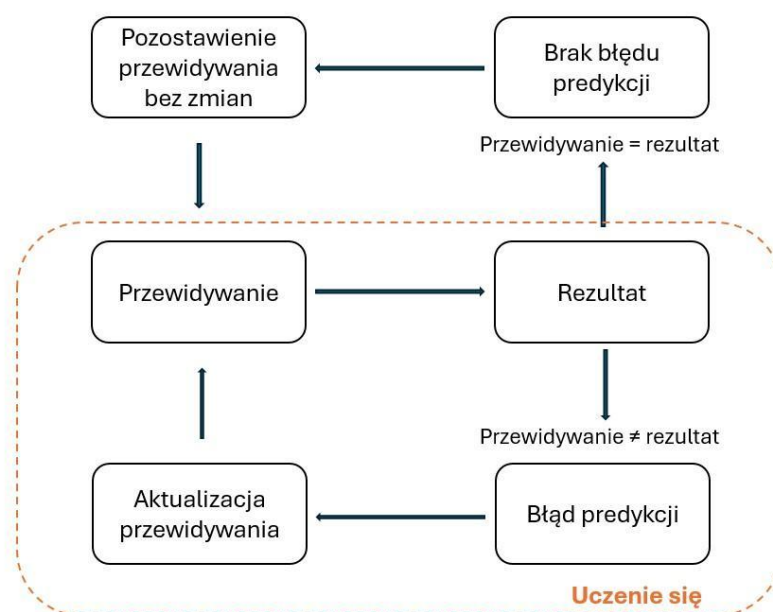 Pozostawienie
przewidywania
bez zmian
Brak błędu
predykcji
Przewidywanie = rezultat
Przewidywanie
Rezultat
Przewidywanie ≠ rezultat
Aktualizacja
przewidywania
Błąd predykcji
Uczenie się